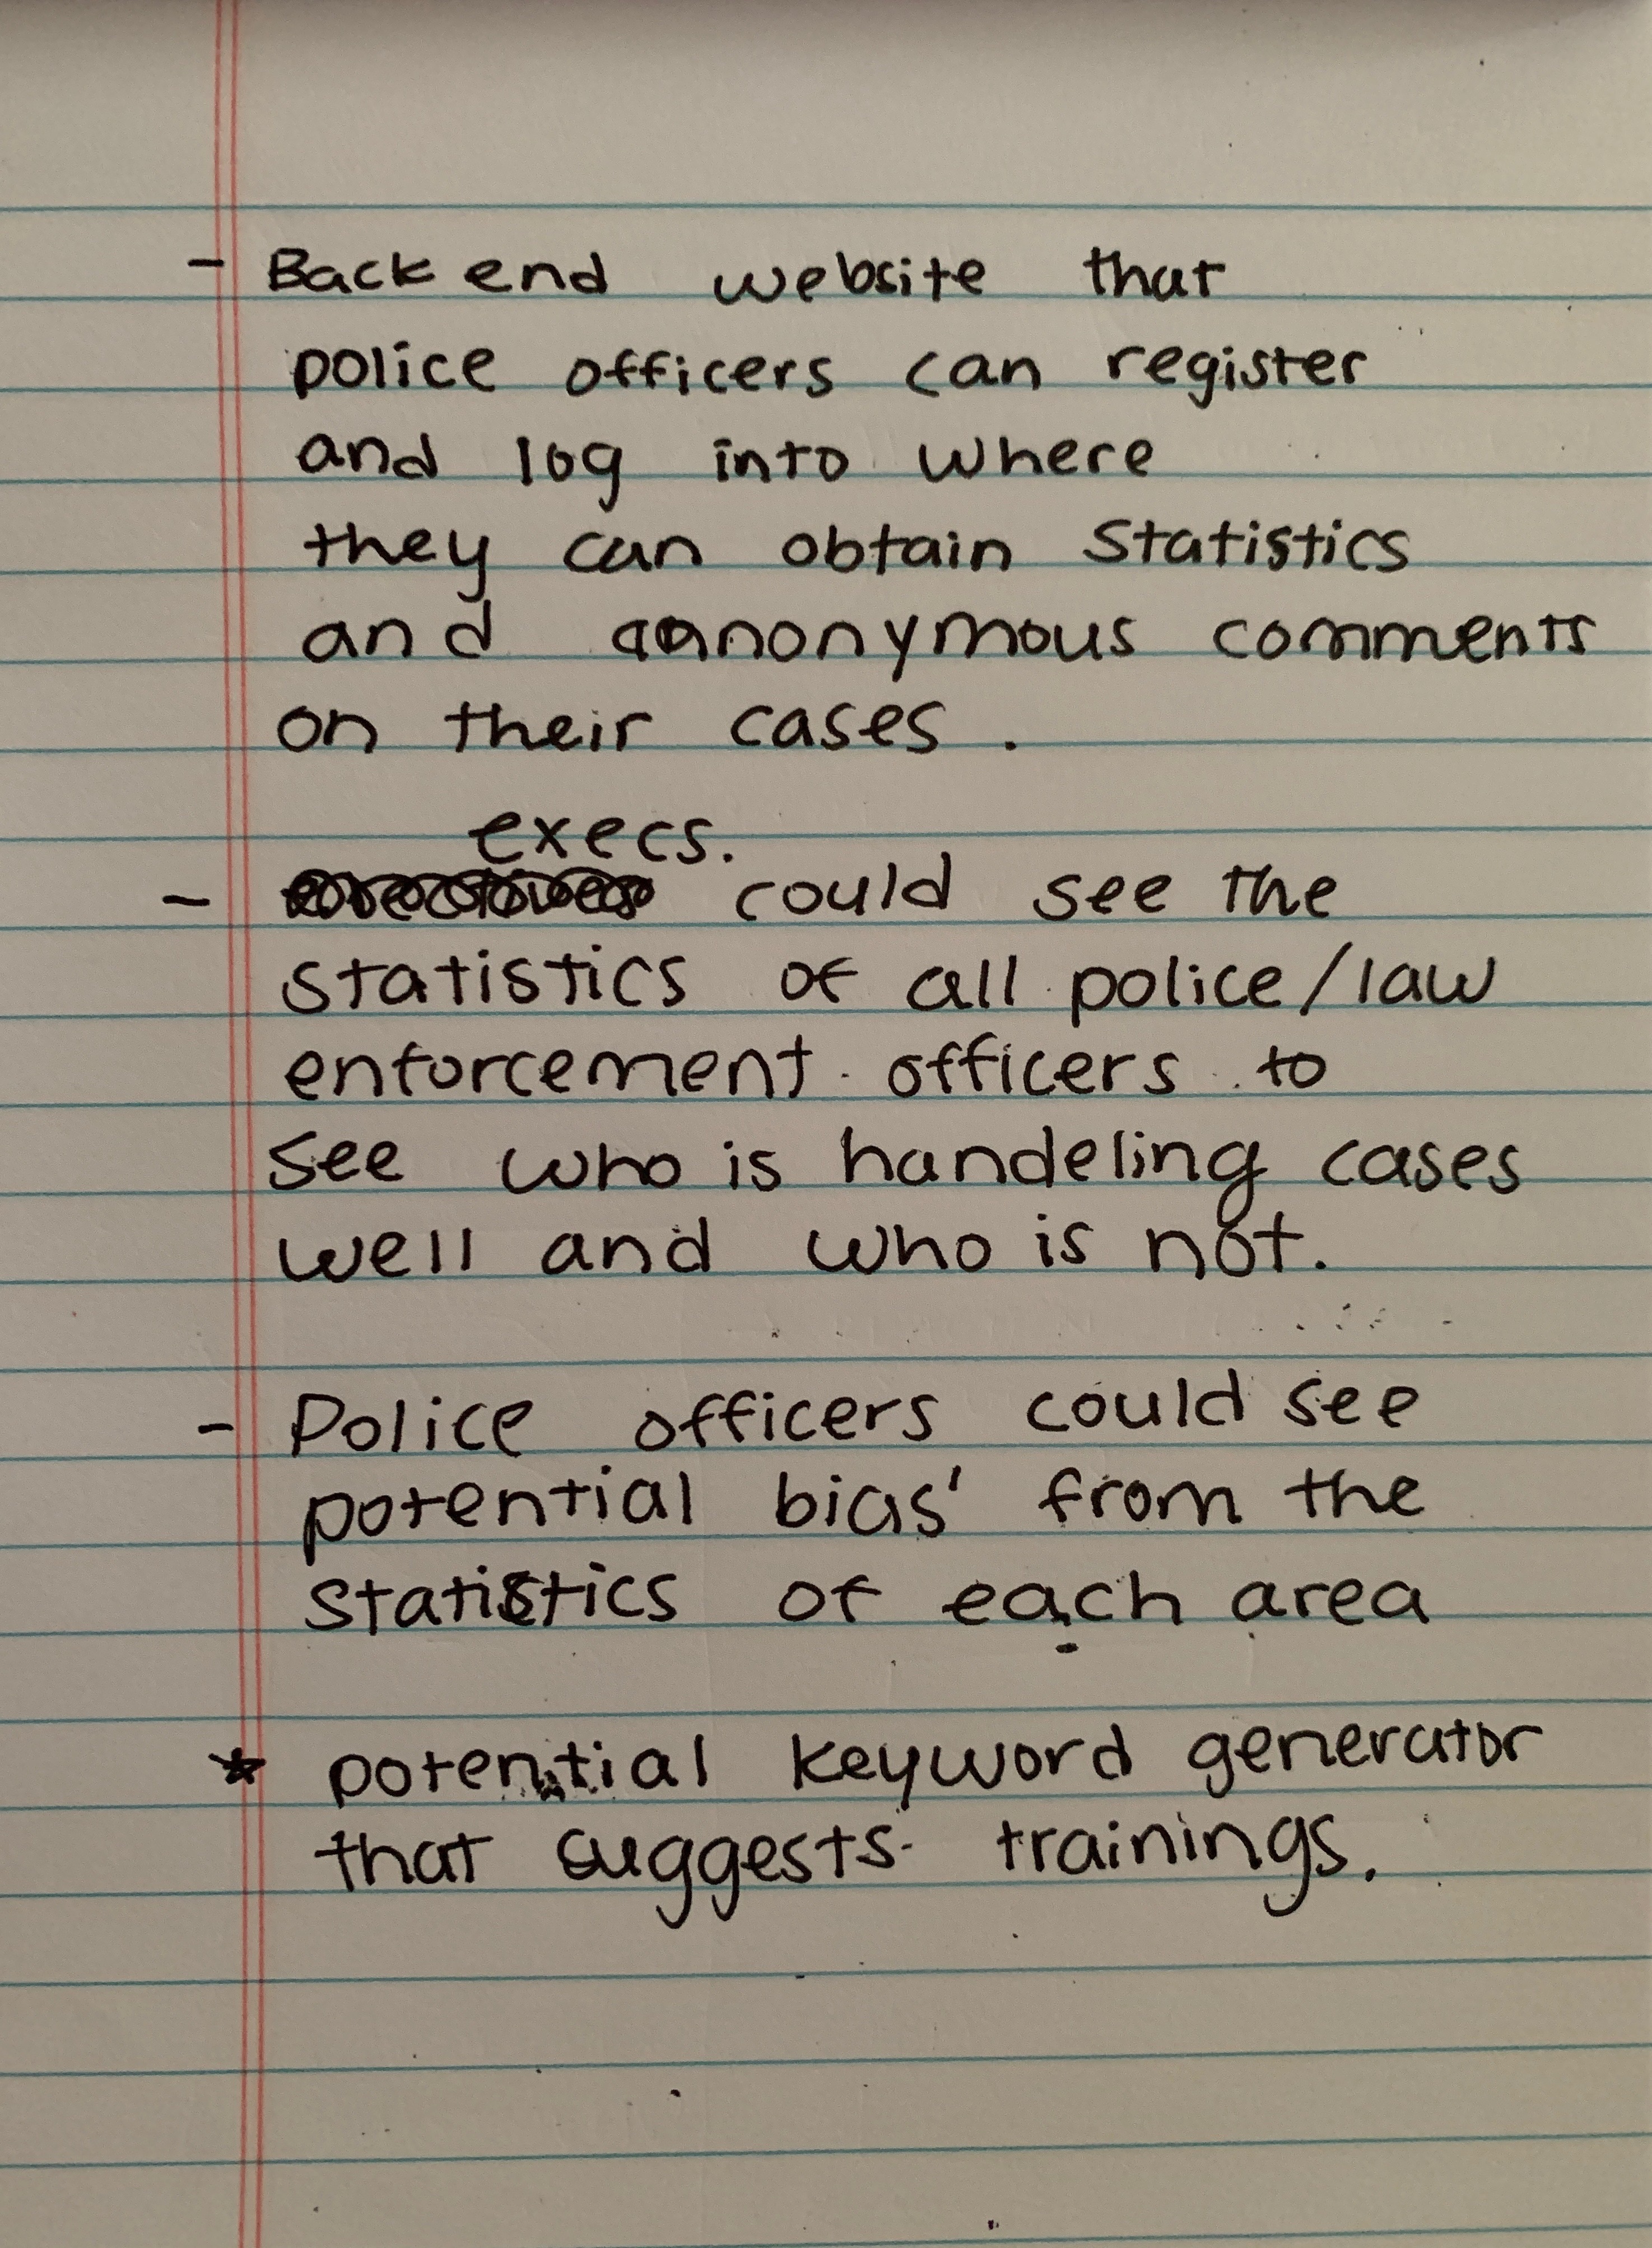 - Back end website that
police officers can register
and log into where
they can obtain statistics
and aanonymous comments
on their cases.
execs.
- could see the
statistics of all police/law
enforcement officers to
see who is handeling cases
well and who is not.
- Police officers could see
potential bias' from the
statistics of each area
* potential keyword generator
that suggests trainings.